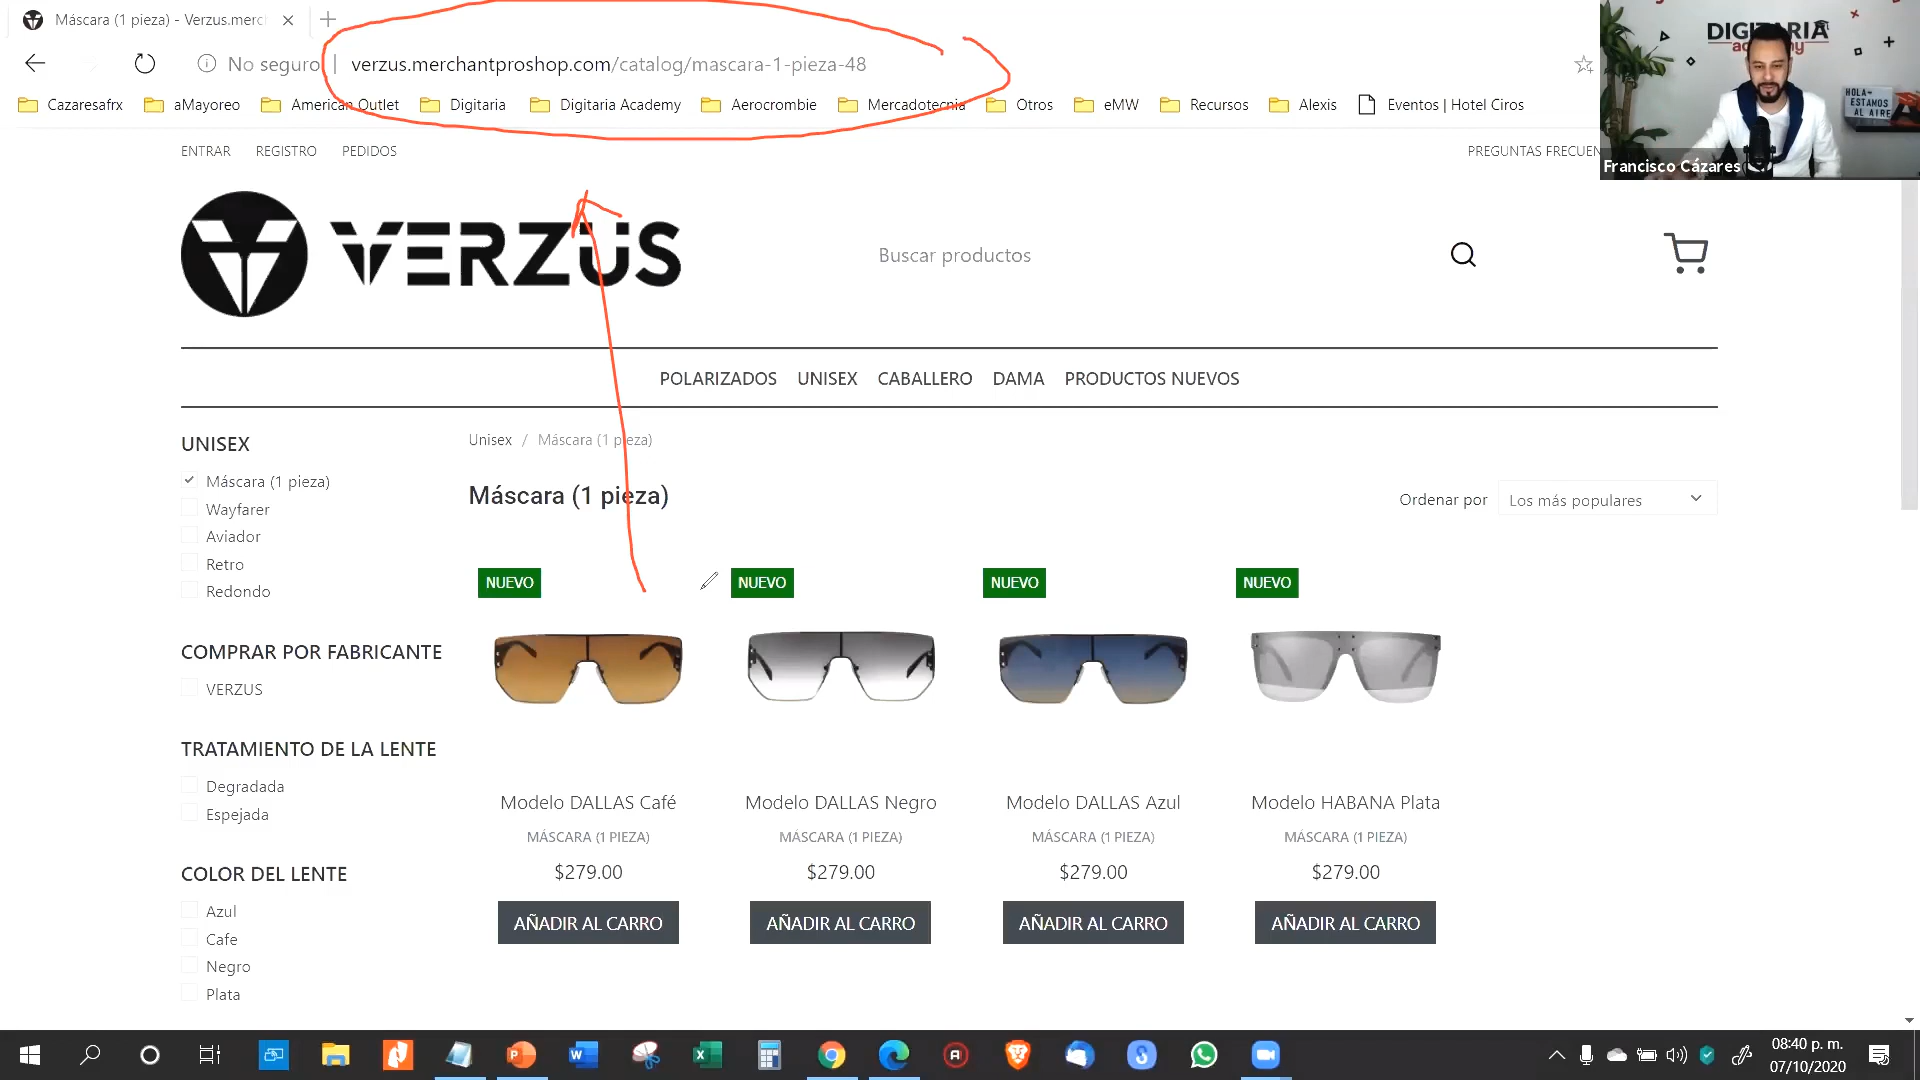 Máscara (1 pieza) - Verzus.merc
No seguro | verzus.merchantproshop.com/catalog/mascara-1-pieza-48
Cazaresafrx aMayoreo American Outlet Digitaria Digitaria Academy Aerocrombie Mercadotecnia Otros eMW Recursos Alexis Eventos | Hotel Ciros
DIGITARIA
academy
HOLA
ESTAMOS
AL AIRE
Francisco Cázares
ENTRAR REGISTRO PEDIDOS PREGUNTAS FRECUEN
VERZUS
Buscar productos
POLARIZADOS UNISEX CABALLERO DAMA PRODUCTOS NUEVOS
UNISEX
Máscara (1 pieza)
Wayfarer
Aviador
Retro
Redondo
COMPRAR POR FABRICANTE
VERZUS
TRATAMIENTO DE LA LENTE
Degradada
Espejada
COLOR DEL LENTE
Azul
Cafe
Negro
Plata
Unisex / Máscara (1 pieza)
Máscara (1 pieza)
Ordenar por Los más populares
NUEVO NUEVO NUEVO NUEVO
Modelo DALLAS Café Modelo DALLAS Negro Modelo DALLAS Azul Modelo HABANA Plata
MÁSCARA (1 PIEZA) MÁSCARA (1 PIEZA) MÁSCARA (1 PIEZA) MÁSCARA (1 PIEZA)
$279.00 $279.00 $279.00 $279.00
AÑADIR AL CARRO AÑADIR AL CARRO AÑADIR AL CARRO AÑADIR AL CARRO
08:40 p. m.
07/10/2020